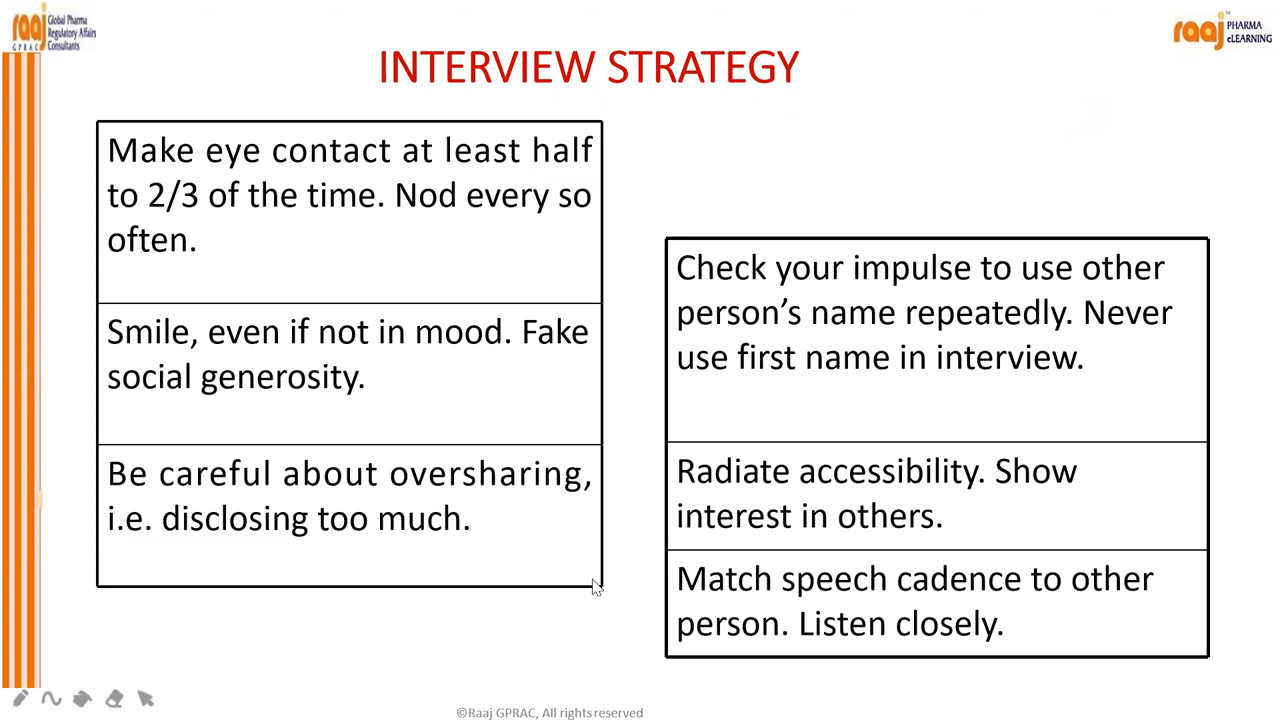 raaj
GPRAC
Global Pharma
Regulatory Affairs
Consultants
raaj
PHARMA
eLEARNING
INTERVIEW STRATEGY
Make eye contact at least half
to 2/3 of the time. Nod every so
often.
Smile, even if not in mood. Fake
social generosity.
Be careful about oversharing,
i.e. disclosing too much.
Check your impulse to use other
person’s name repeatedly. Never
use first name in interview.
Radiate accessibility. Show
interest in others.
Match speech cadence to other
person. Listen closely.
©Raaj GPRAC, All rights reserved